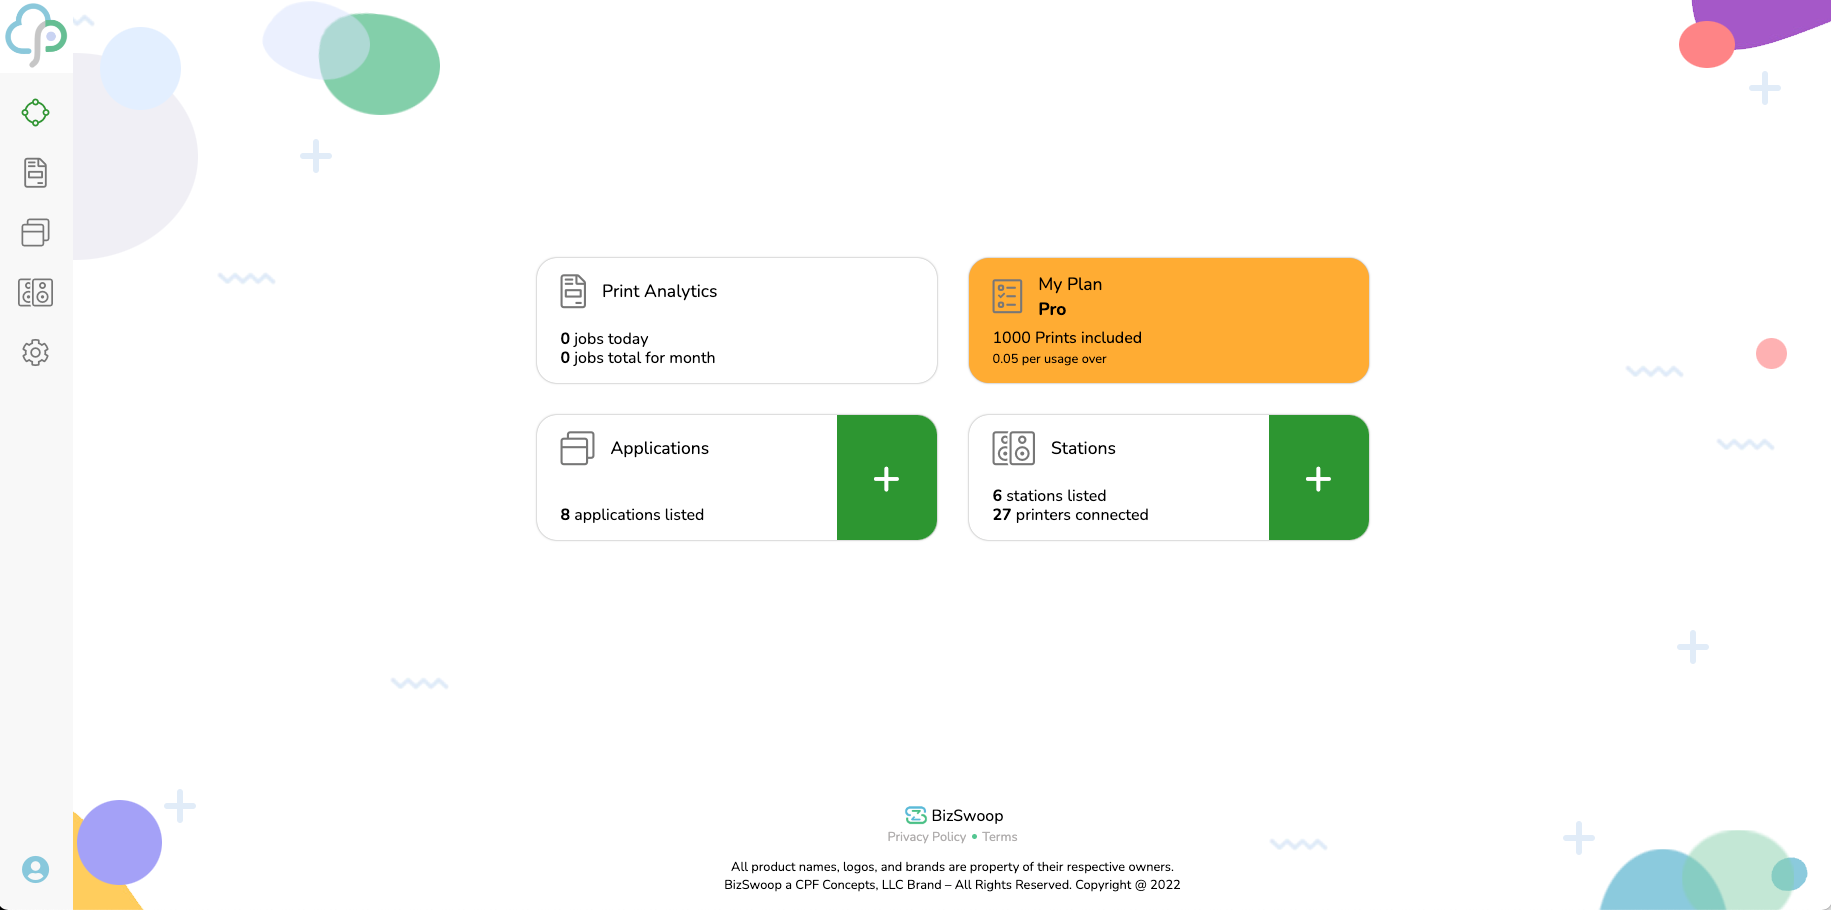 Print Analytics
0 jobs today
0 jobs total for month
My Plan
Pro
1000 Prints included
0.05 per usage over
Applications
8 applications listed
Stations
6 stations listed
27 printers connected
BizSwoop
Privacy Policy • Terms
All product names, logos, and brands are property of their respective owners.
BizSwoop a CPF Concepts, LLC Brand – All Rights Reserved. Copyright @ 2022